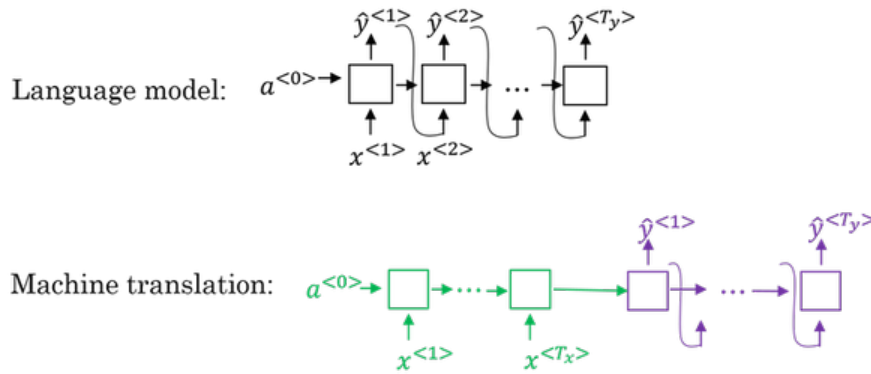 ŷ<1> ŷ<2> ŷ<Ty>
Language model: a<0> ...
x<1> x<2>
ŷ<1> ŷ<Ty>
Machine translation: a<0> ... ...
x<1> x<Tx>